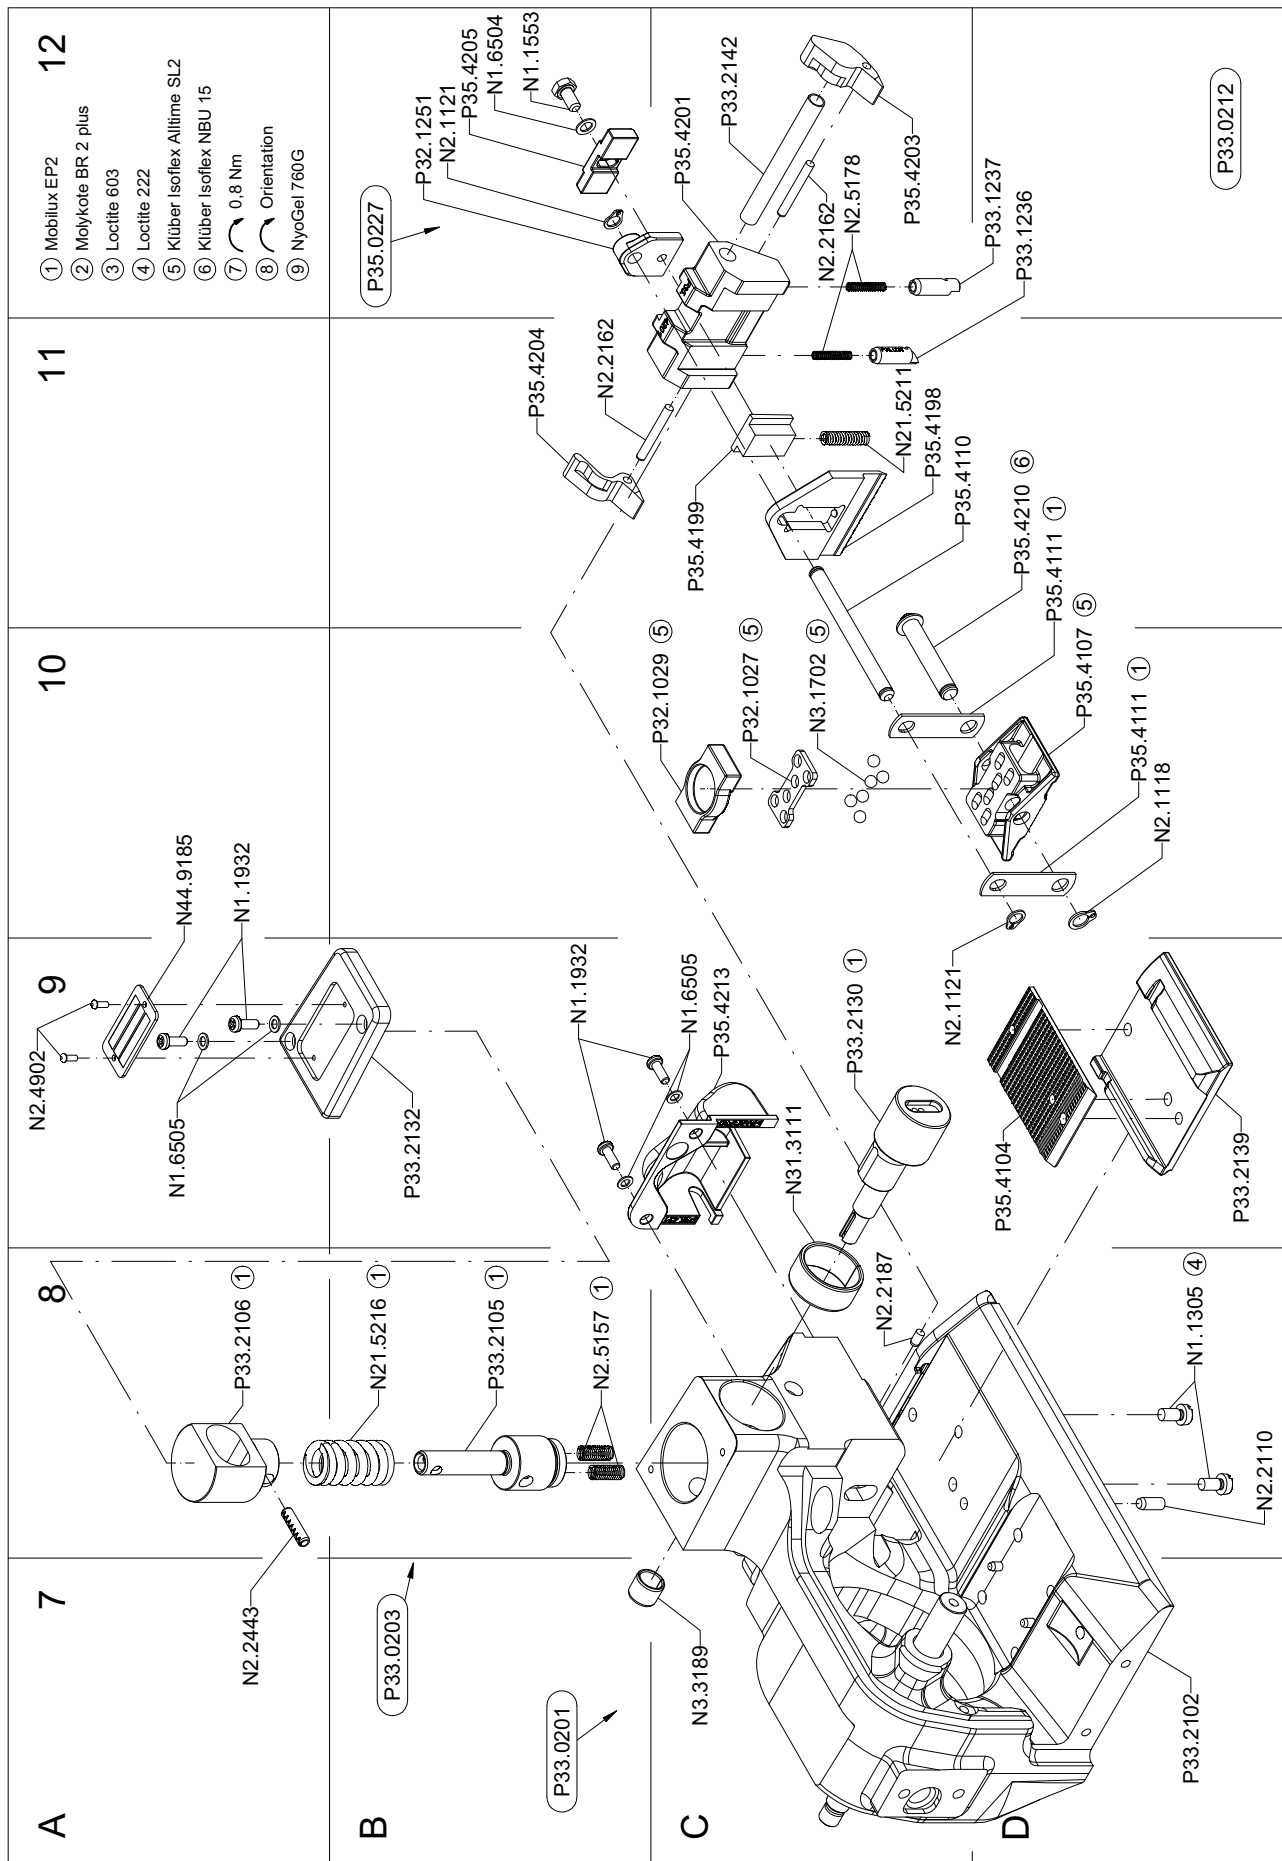 12
① Mobilux EP2
② Molykote BR 2 plus
③ Loctite 603
④ Loctite 222
⑤ Klüber Isoflex Alltime SL2
⑥ Klüber Isoflex NBU 15
⑦ 0,8 Nm
⑧ Orientation
⑨ NyoGel 760G
11
10
9
8
7
A
B
C
D
P35.0227
P32.1251
N2.1121
P35.4205
N1.6504
N1.1553
P35.4201
P33.2142
P35.4203
N2.2162
N2.5178
P33.1237
P33.1236
P33.0212
P35.4204
N2.2162
P35.4199
N21.5211
P35.4198
P35.4110
P35.4210 ⑥
P35.4111 ①
P35.4107 ⑤
P35.4111 ①
N2.1118
N2.1121
P32.1029 ⑤
P32.1027 ⑤
N3.1702 ⑤
N44.9185
N1.1932
N2.4902
N1.6505
P33.2132
N1.1932
N1.6505
P35.4213
N31.3111
P33.2130 ①
P35.4104
P33.2139
P33.2106 ①
N21.5216 ①
P33.2105 ①
N2.5157 ①
N2.2187
N1.1305 ④
N2.2110
N2.2443
P33.0203
P33.0201
N3.3189
P33.2102